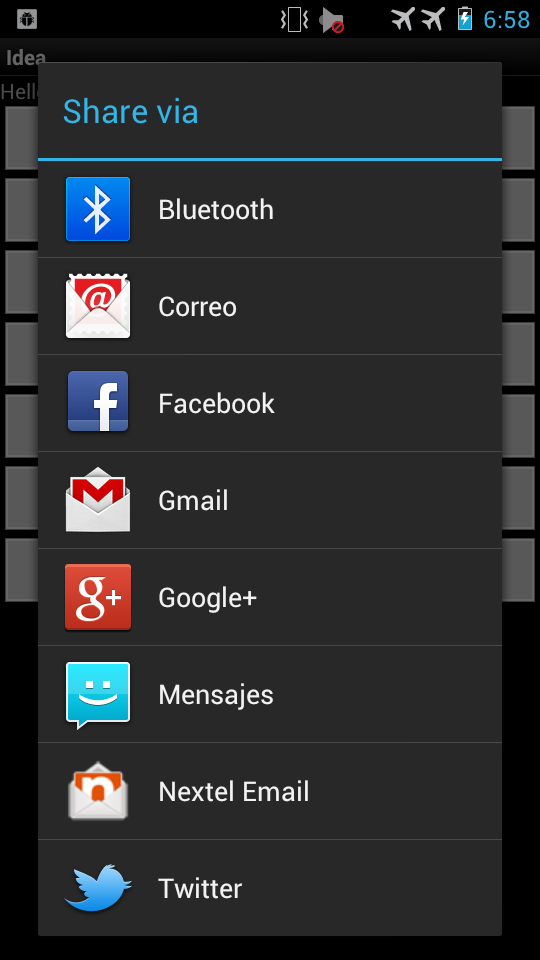 6:58
Idea
Hello
Share via
Bluetooth
Correo
Facebook
Gmail
Google+
Mensajes
Nextel Email
Twitter